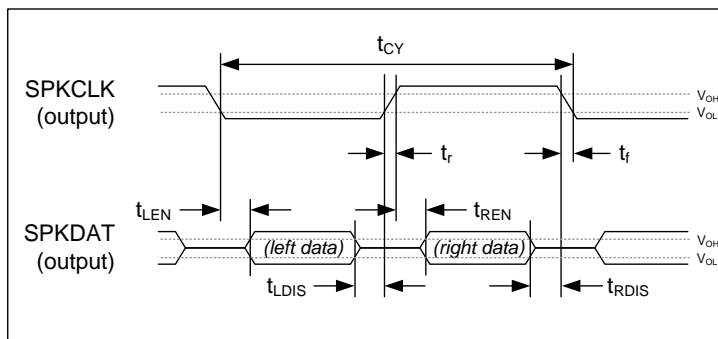 tCY
SPKCLK
(output)
VOH
VOL
tr
tf
tLEN
tREN
SPKDAT
(output)
(left data)
(right data)
VOH
VOL
tLDIS
tRDIS